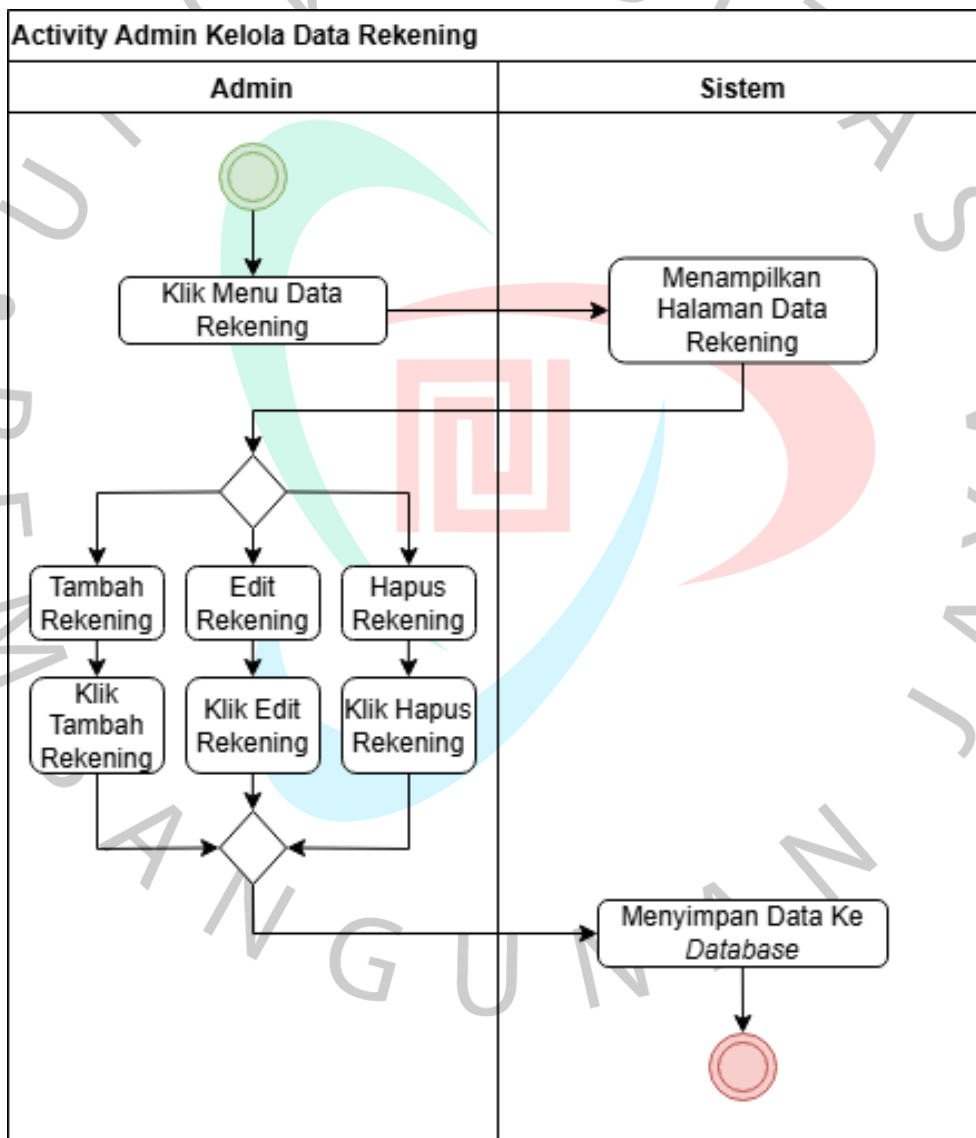 Activity Admin Kelola Data Rekening
Admin
Sistem
Klik Menu Data
Rekening
Menampilkan
Halaman Data
Rekening
Tambah
Rekening
Edit
Rekening
Hapus
Rekening
Klik
Tambah
Rekening
Klik Edit
Rekening
Klik Hapus
Rekening
Menyimpan Data Ke
Database